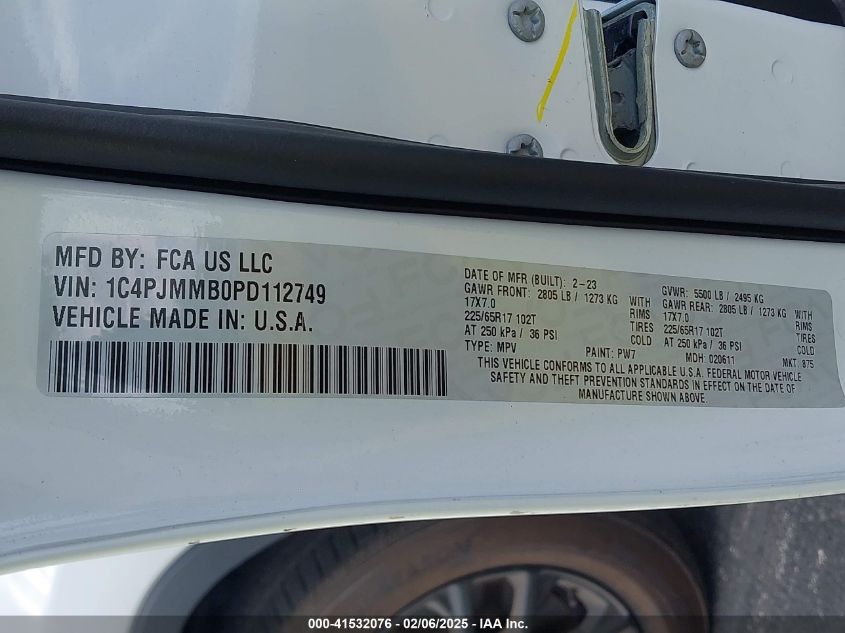 MFD BY: FCA US LLC
VIN: 1C4PJMMB0PD112749
VEHICLE MADE IN: U.S.A.
DATE OF MFR (BUILT): 2-23 GVWR: 5500 LB / 2495 KG
GAWR FRONT: 2805 LB / 1273 KG WITH GAWR REAR: 2805 LB / 1273 KG WITH
17X7.0 RIMS 17X7.0 RIMS
225/65R17 102T TIRES 225/65R17 102T TIRES
AT 250 kPa / 36 PSI COLD AT 250 kPa / 36 PSI COLD
TYPE: MPV PAINT: PW7 MDH: 020611 MKT: 875
THIS VEHICLE CONFORMS TO ALL APPLICABLE U.S.A. FEDERAL MOTOR VEHICLE
SAFETY AND THEFT PREVENTION STANDARDS IN EFFECT ON THE DATE OF
MANUFACTURE SHOWN ABOVE.
000-41532076 - 02/06/2025 - IAA Inc.